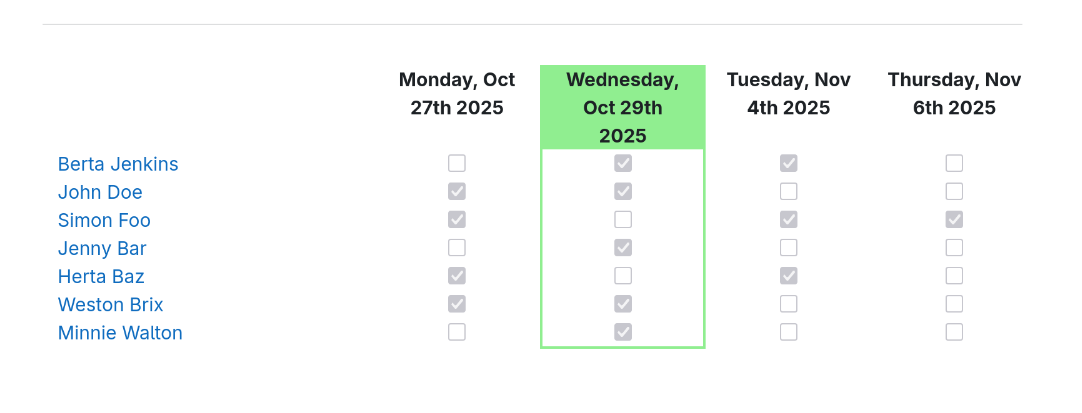 Monday, Oct 27th 2025
Wednesday, Oct 29th 2025
Tuesday, Nov 4th 2025
Thursday, Nov 6th 2025
Berta Jenkins
John Doe
Simon Foo
Jenny Bar
Herta Baz
Weston Brix
Minnie Walton